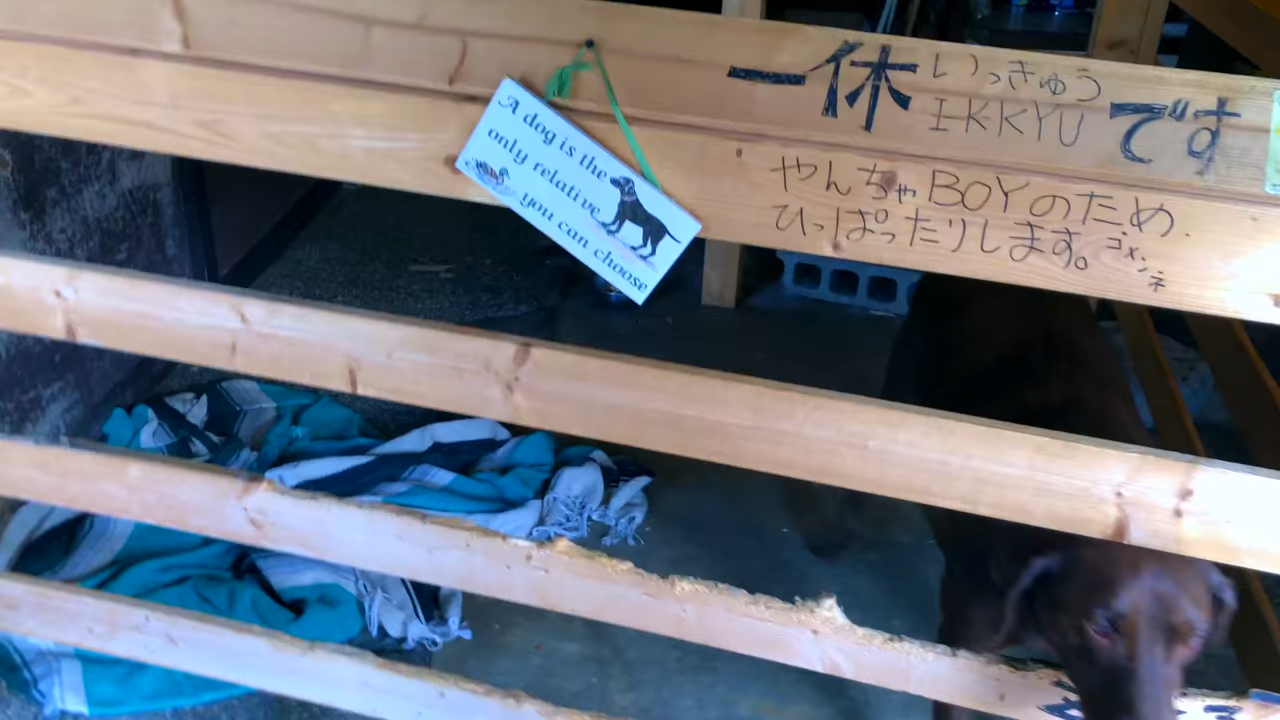 A dog is the
only relative
you can choose
一休 いっきゅう
IKKYU です
やんちゃBOYのため
ひっぱったりします。ゴメンネ